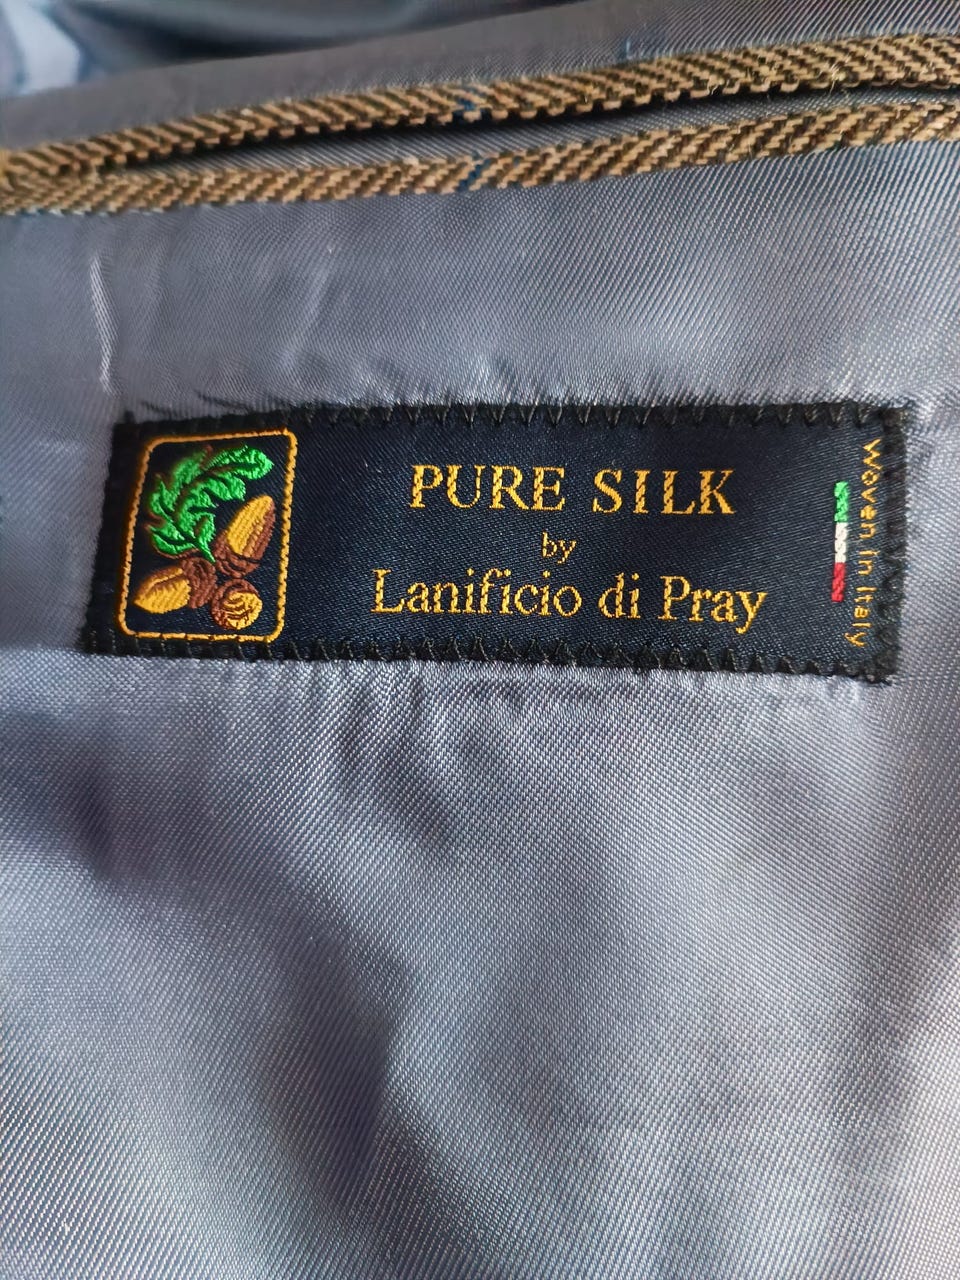 PURE SILK
by
Lanificio di Pray
Woven in Italy